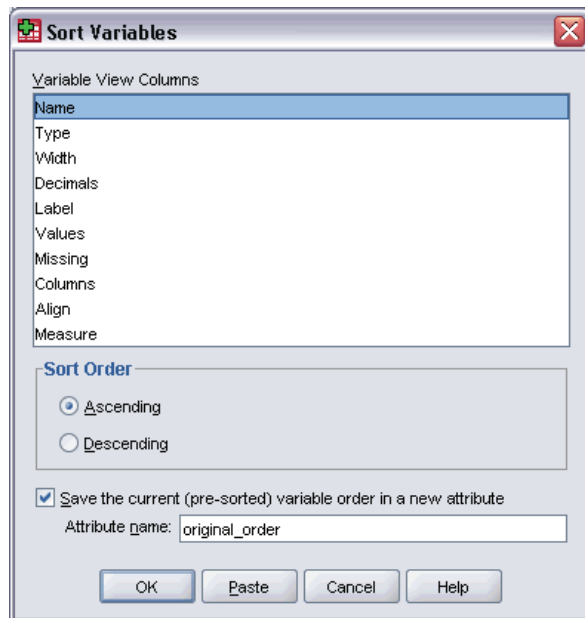 Sort Variables
Variable View Columns
Name
Type
Width
Decimals
Label
Values
Missing
Columns
Align
Measure
Sort Order
Ascending
Descending
Save the current (pre-sorted) variable order in a new attribute
Attribute name: original_order
OK Paste Cancel Help